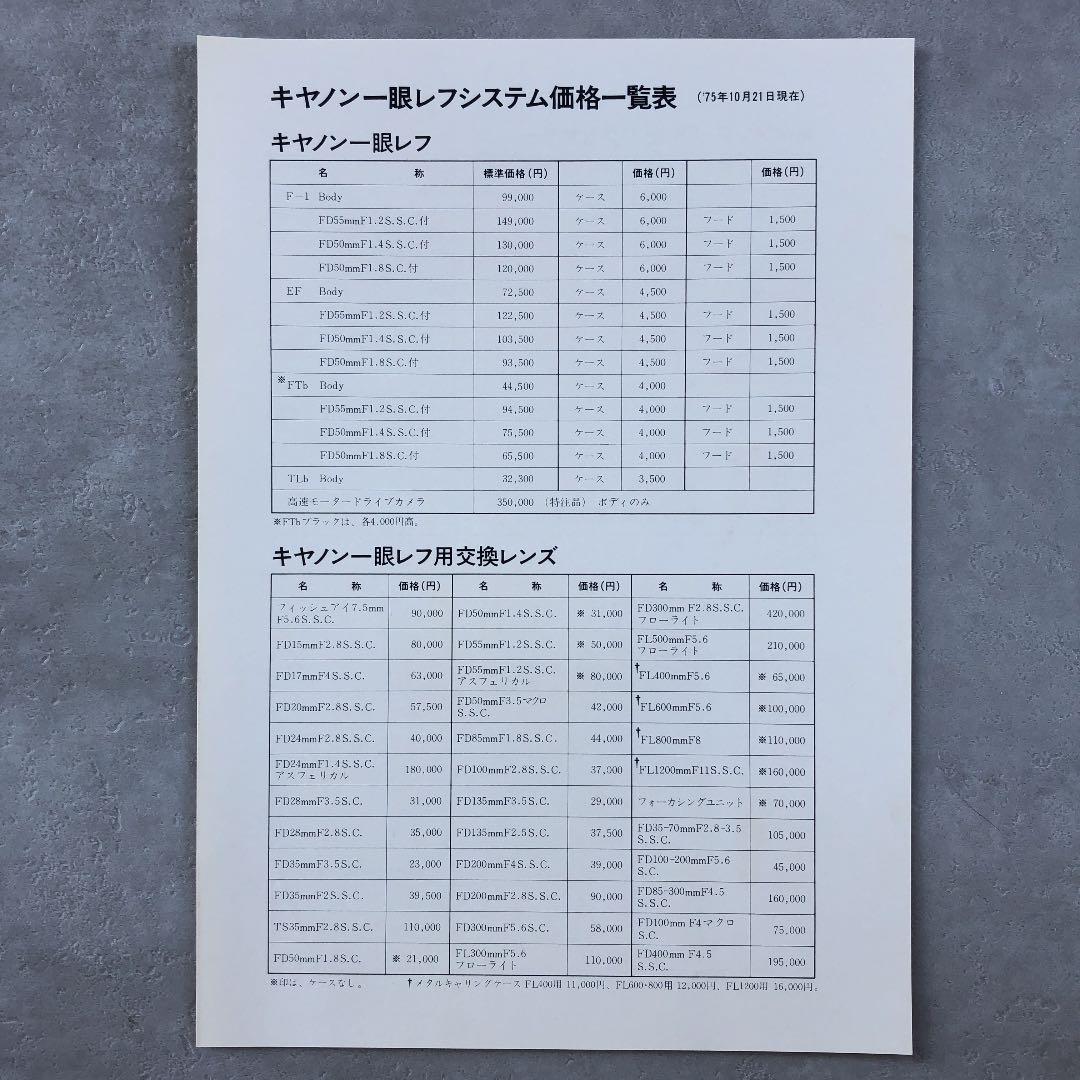 キヤノン一眼レフシステム価格一覧表 ('75年10月21日現在)
キヤノン一眼レフ
名 称 標準価格(円) 価格(円) 価格(円)
F-1 Body 99,000 ケース 6,000
FD55mmF1.2S.S.C.付 149,000 ケース 6,000 フード 1,500
FD50mmF1.4S.S.C.付 130,000 ケース 6,000 フード 1,500
FD50mmF1.8S.C.付 120,000 ケース 6,000 フード 1,500
EF Body 72,500 ケース 4,500
FD55mmF1.2S.S.C.付 122,500 ケース 4,500 フード 1,500
FD50mmF1.4S.S.C.付 103,500 ケース 4,500 フード 1,500
FD50mmF1.8S.C.付 93,500 ケース 4,500 フード 1,500
※FTb Body 44,500 ケース 4,000
FD55mmF1.2S.S.C.付 94,500 ケース 4,000 フード 1,500
FD50mmF1.4S.S.C.付 75,500 ケース 4,000 フード 1,500
FD50mmF1.8S.C.付 65,500 ケース 4,000 フード 1,500
TLb Body 32,300 ケース 3,500
高速モータードライブカメラ 350,000 (特注品) ボディのみ
※FTbブラックは、各4,000円高。
キヤノン一眼レフ用交換レンズ
名 称 価格(円) 名 称 価格(円) 名 称 価格(円)
フィッシュアイ7.5mm
F5.6S.S.C. 90,000 FD50mmF1.4S.S.C. ※ 31,000 FD300mm F2.8S.S.C.
フローライト 420,000
FD15mmF2.8S.S.C. 80,000 FD55mmF1.2S.S.C. ※ 50,000 FL500mmF5.6
フローライト 210,000
FD17mmF4S.S.C. 63,000 FD55mmF1.2S.S.C.
アスフェリカル ※ 80,000 †FL400mmF5.6 ※ 65,000
FD20mmF2.8S.S.C. 57,500 FD50mmF3.5マクロ
S.S.C. 42,000 †FL600mmF5.6 ※100,000
FD24mmF2.8S.S.C. 40,000 FD85mmF1.8S.S.C. 44,000 †FL800mmF8 ※110,000
FD24mmF1.4S.S.C.
アスフェリカル 180,000 FD100mmF2.8S.S.C. 37,000 †FL1200mmF11S.S.C. ※160,000
FD28mmF3.5S.C. 31,000 FD135mmF3.5S.C. 29,000 フォーカシングユニット ※ 70,000
FD28mmF2.8S.C. 35,000 FD135mmF2.5S.C. 37,500 FD35-70mmF2.8-3.5
S.S.C. 105,000
FD35mmF3.5S.C. 23,000 FD200mmF4S.S.C. 39,000 FD100-200mmF5.6
S.C. 45,000
FD35mmF2S.S.C. 39,500 FD200mmF2.8S.S.C. 90,000 FD85-300mmF4.5
S.S.C. 160,000
TS35mmF2.8S.S.C. 110,000 FD300mmF5.6S.C. 58,000 FD100mm F4マクロ
S.C. 75,000
FD50mmF1.8S.C. ※ 21,000 FL300mmF5.6
フローライト 110,000 FD400mm F4.5
S.S.C. 195,000
※印は、ケースなし。 †メタルキャリングケース FL400用 11,000円、FL600・800用 12,000円、FL1200用 16,000円。